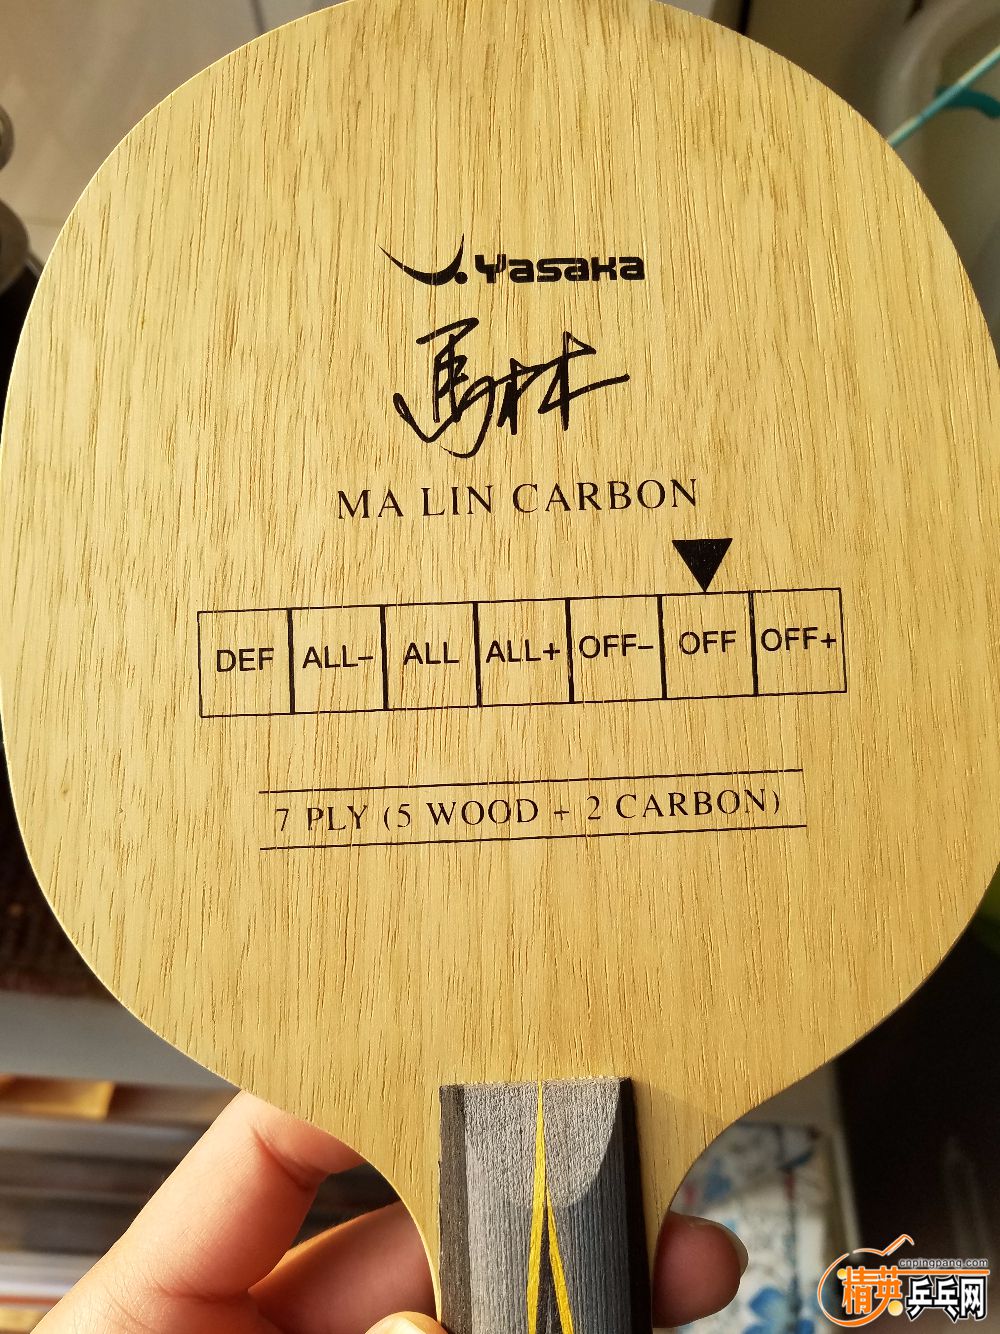 Yasaka
馬林
MA LIN CARBON
DEF ALL- ALL ALL+ OFF- OFF OFF+
7 PLY (5 WOOD + 2 CARBON)
cnpingpang.com
精英乒乓网